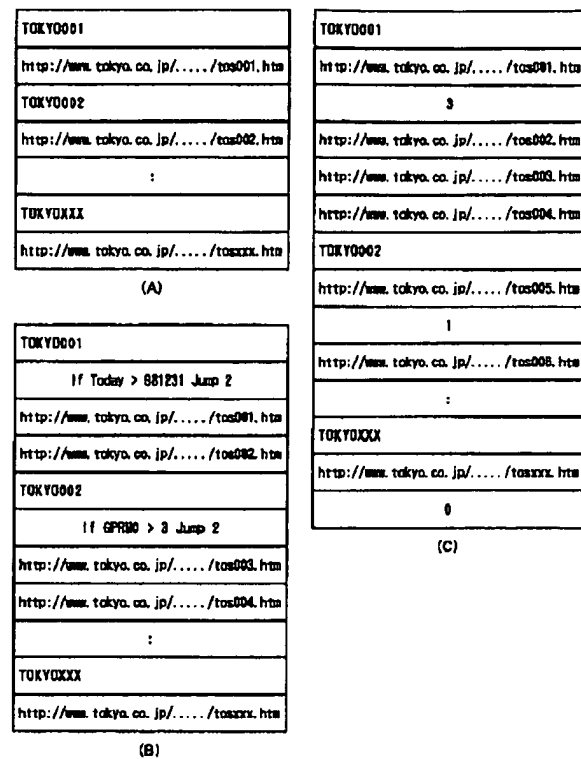 TOKYO001
http://www.tokyo.co.jp/...../tos001.htm
TOKYO002
http://www.tokyo.co.jp/...../tos002.htm
:
TOKYOXXX
http://www.tokyo.co.jp/...../tosxxx.htm
(A)
TOKYO001
If Today > 981231 Jump 2
http://www.tokyo.co.jp/...../tos001.htm
http://www.tokyo.co.jp/...../tos002.htm
TOKYO002
If GPRM0 > 3 Jump 2
http://www.tokyo.co.jp/...../tos003.htm
http://www.tokyo.co.jp/...../tos004.htm
:
TOKYOXXX
http://www.tokyo.co.jp/...../tosxxx.htm
(B)
TOKYO001
http://www.tokyo.co.jp/...../tos001.htm
3
http://www.tokyo.co.jp/...../tos002.htm
http://www.tokyo.co.jp/...../tos003.htm
http://www.tokyo.co.jp/...../tos004.htm
TOKYO002
http://www.tokyo.co.jp/...../tos005.htm
1
http://www.tokyo.co.jp/...../tos006.htm
:
TOKYOXXX
http://www.tokyo.co.jp/...../tosxxx.htm
0
(C)